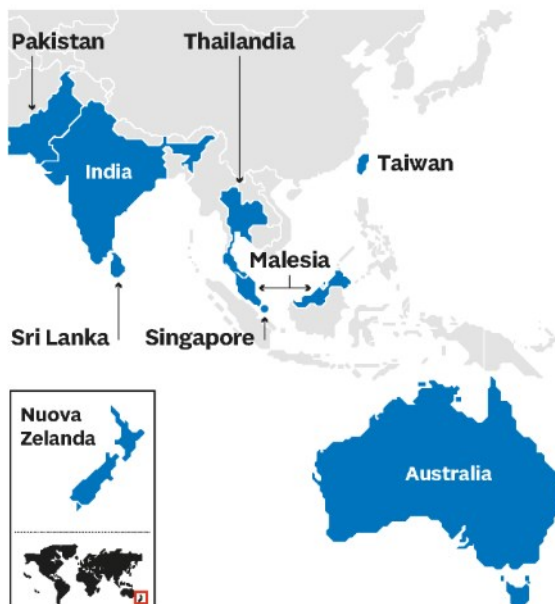 Pakistan
Thailandia
India
Taiwan
Malesia
Sri Lanka
Singapore
Nuova
Zelanda
Australia